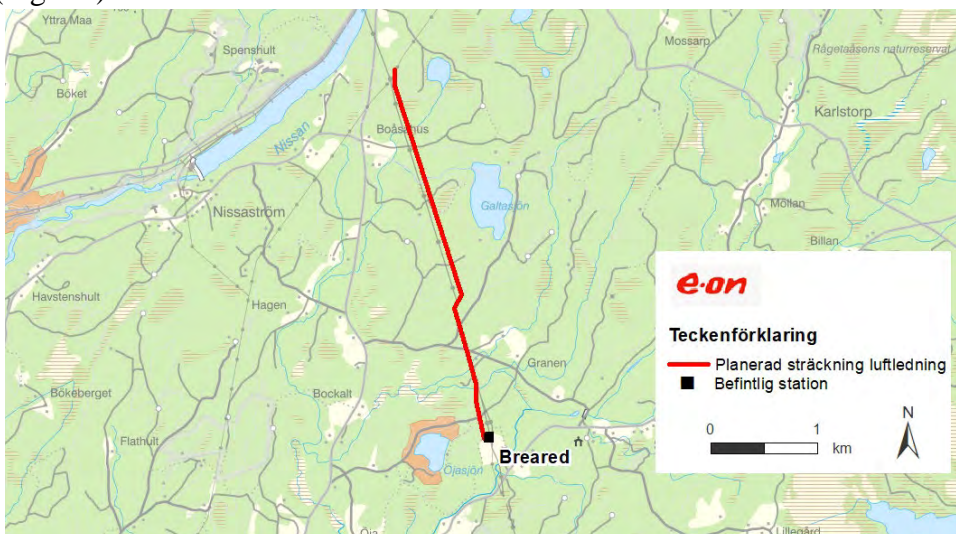 Yttra Maa
Spenshult
Mossarp
Rågetaåsens naturreservat
Böket
Karlstorp
Nissan
Boåsahus
Galtasjön
Nissaström
Möllan
Billan
Havstenshult
Hagen
e·on
Teckenförklaring
Planerad sträckning luftledning
Befintlig station
Granen
Bökeberget
Bockalt
0 1
km
N
Flathult
Öjasjön
Breared
Öja
Lillegård